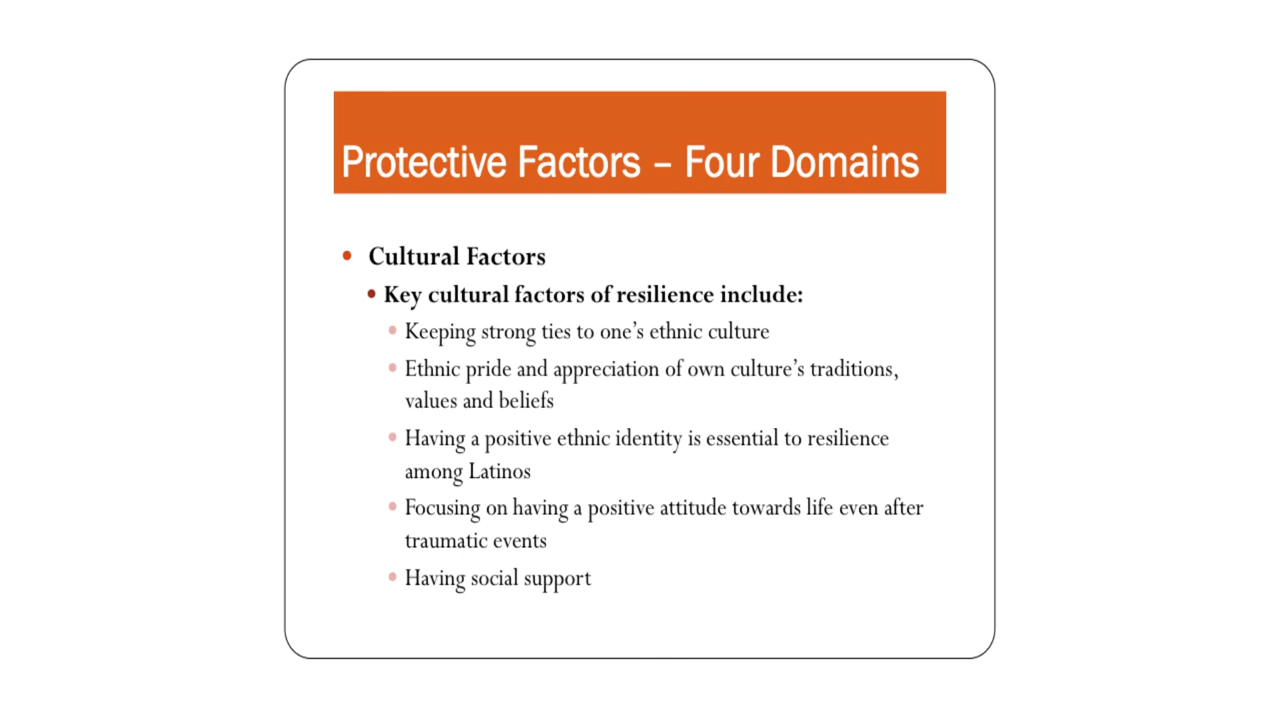 Protective Factors – Four Domains
• Cultural Factors
• Key cultural factors of resilience include:
• Keeping strong ties to one’s ethnic culture
• Ethnic pride and appreciation of own culture’s traditions,
values and beliefs
• Having a positive ethnic identity is essential to resilience
among Latinos
• Focusing on having a positive attitude towards life even after
traumatic events
• Having social support